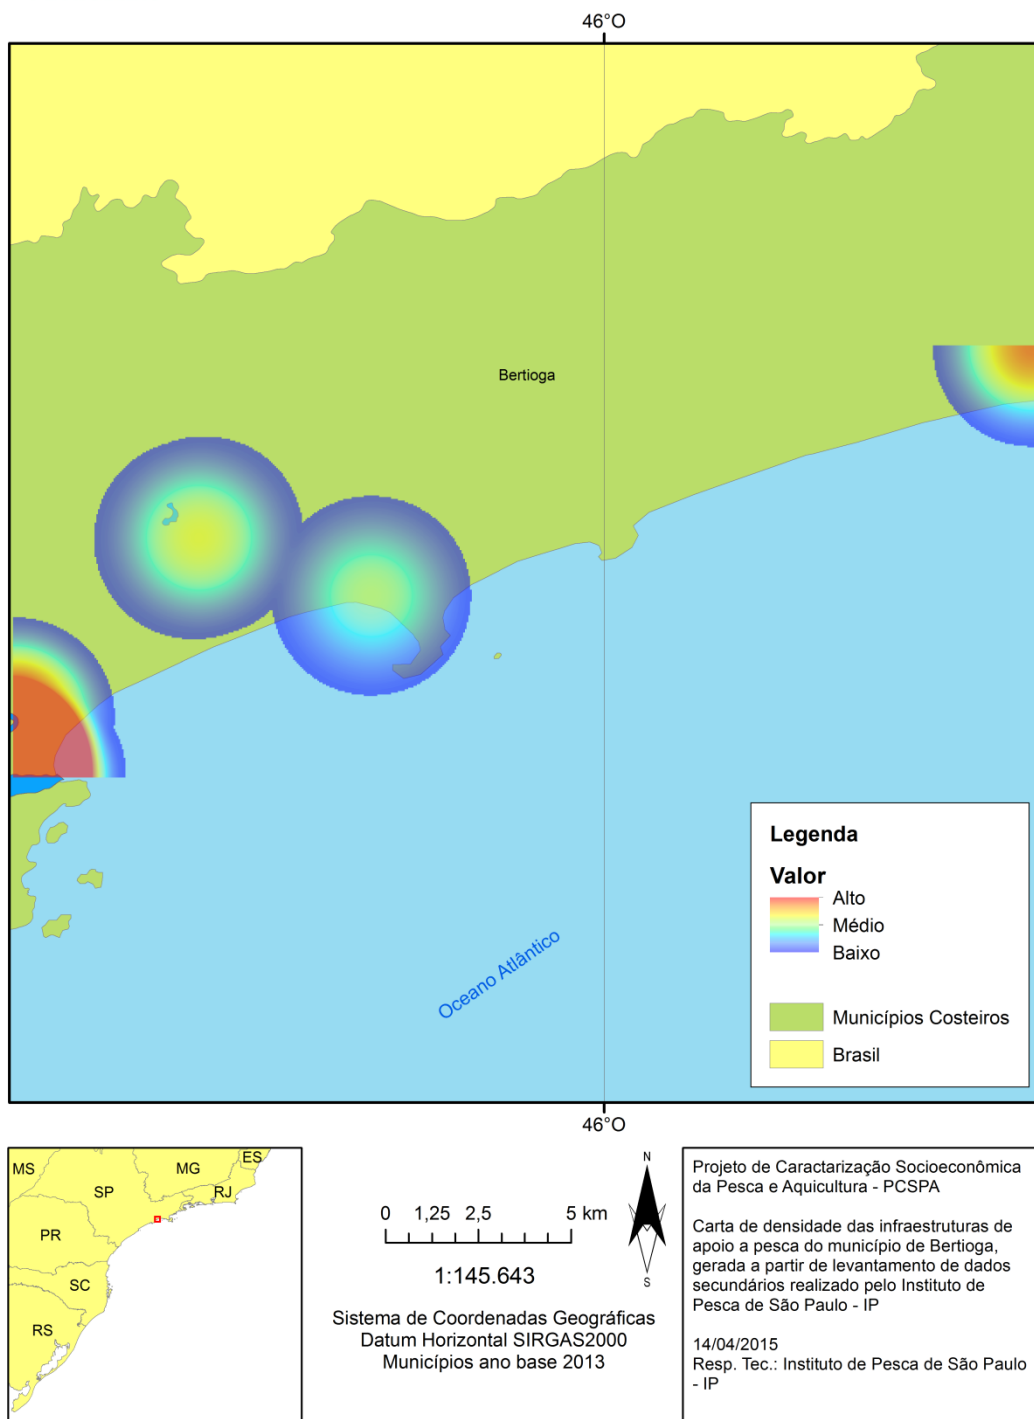 46°O
Bertioga
Oceano Atlântico
Legenda
Valor
Alto
Médio
Baixo
Municípios Costeiros
Brasil
46°O
MS
SP
MG
ES
RJ
PR
SC
RS
0 1,25 2,5 5 km
1:145.643
Sistema de Coordenadas Geográficas
Datum Horizontal SIRGAS2000
Municípios ano base 2013
N
S
Projeto de Caractarização Socioeconômica
da Pesca e Aquicultura - PCSPA
Carta de densidade das infraestruturas de
apoio a pesca do município de Bertioga,
gerada a partir de levantamento de dados
secundários realizado pelo Instituto de
Pesca de São Paulo - IP
14/04/2015
Resp. Tec.: Instituto de Pesca de São Paulo
- IP